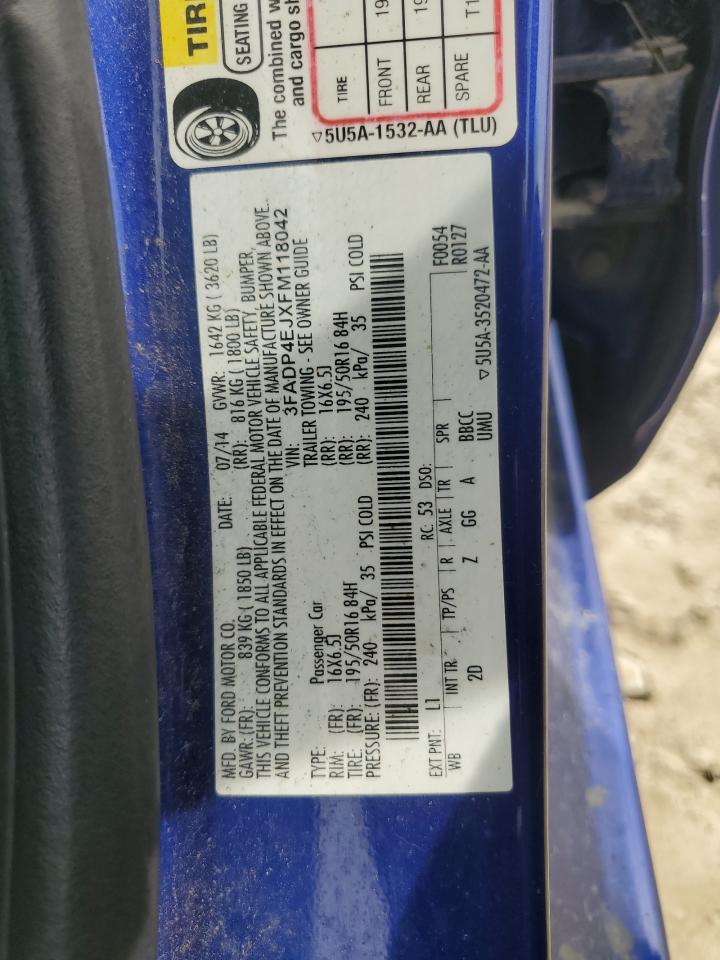 TIRE
SEATING
The combined w
and cargo sh
TIRE
FRONT 19
REAR 19
SPARE T1
▽5U5A-1532-AA (TLU)
MFD. BY FORD MOTOR CO. DATE: 07/14 GVWR: 1642 KG ( 3620 LB)
GAWR: (FR): 839 KG ( 1850 LB) (RR): 816 KG ( 1800 LB)
THIS VEHICLE CONFORMS TO ALL APPLICABLE FEDERAL MOTOR VEHICLE SAFETY, BUMPER,
AND THEFT PREVENTION STANDARDS IN EFFECT ON THE DATE OF MANUFACTURE SHOWN ABOVE.
VIN: 3FADP4EJXFM118042
TYPE: Passenger Car TRAILER TOWING - SEE OWNER GUIDE
RIM: (FR): 16X6.5J (RR): 16X6.5J
TIRE: (FR): 195/50R16 84H (RR): 195/50R16 84H
PRESSURE: (FR): 240 kPa/ 35 PSI COLD (RR): 240 kPa/ 35 PSI COLD
EXT PNT: L1 RC: 53 DSO: F0054
WB INT TR. TP/PS R AXLE TR SPR R0127
2D Z GG A BBCC
UMU
▽5U5A-3520472-AA